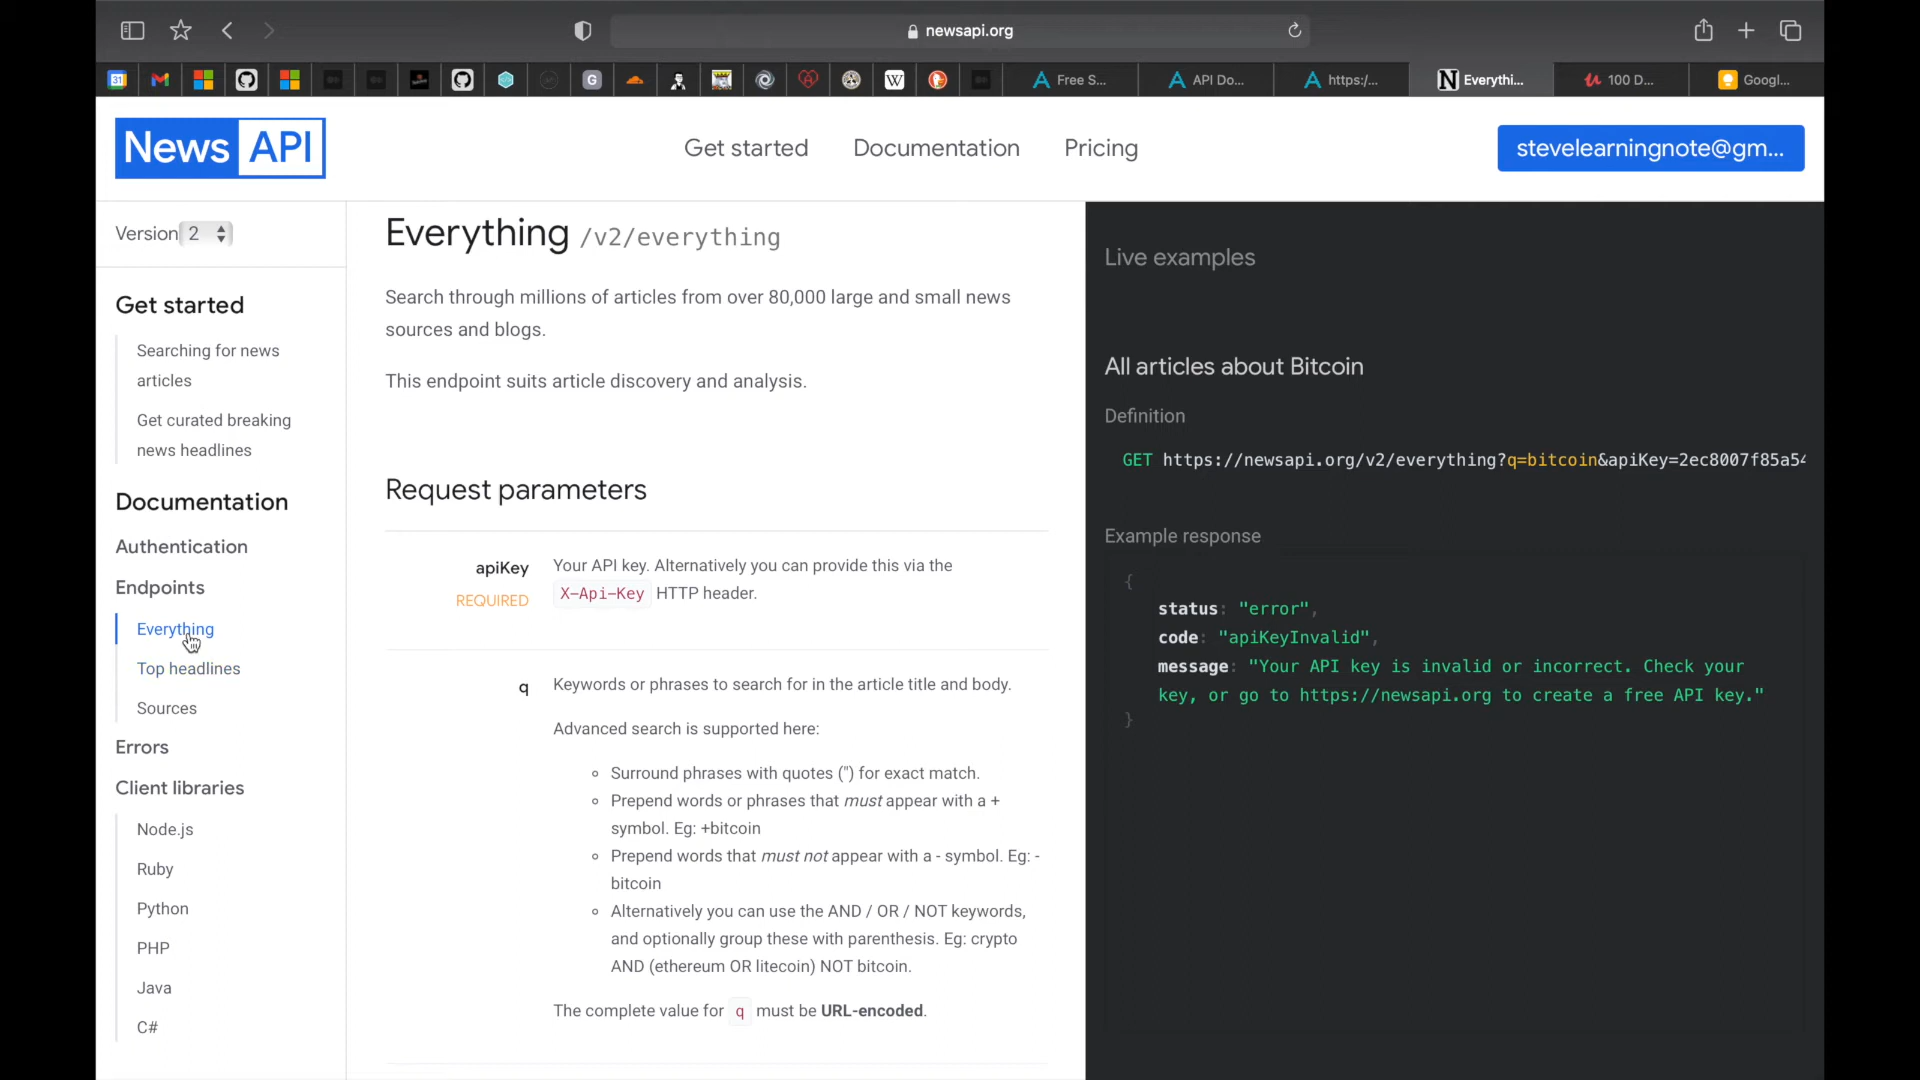 newsapi.org
31
G
W
Free S...
API Do...
https:/...
N Everythi...
100 D...
Googl...
News API
Get started
Documentation
Pricing
stevelearningnote@gm...
Version 2
Get started
Searching for news
articles
Get curated breaking
news headlines
Documentation
Authentication
Endpoints
Everything
Top headlines
Sources
Errors
Client libraries
Node.js
Ruby
Python
PHP
Java
C#
Everything /v2/everything
Search through millions of articles from over 80,000 large and small news
sources and blogs.
This endpoint suits article discovery and analysis.
Request parameters
apiKey
REQUIRED
Your API key. Alternatively you can provide this via the
X-Api-Key HTTP header.
q
Keywords or phrases to search for in the article title and body.
Advanced search is supported here:
Surround phrases with quotes (") for exact match.
Prepend words or phrases that must appear with a +
symbol. Eg: +bitcoin
Prepend words that must not appear with a - symbol. Eg: -
bitcoin
Alternatively you can use the AND / OR / NOT keywords,
and optionally group these with parenthesis. Eg: crypto
AND (ethereum OR litecoin) NOT bitcoin.
The complete value for q must be URL-encoded.
Live examples
All articles about Bitcoin
Definition
GET https://newsapi.org/v2/everything?q=bitcoin&apiKey=2ec8007f85a54
Example response
{
status: "error",
code: "apiKeyInvalid",
message: "Your API key is invalid or incorrect. Check your
key, or go to https://newsapi.org to create a free API key."
}